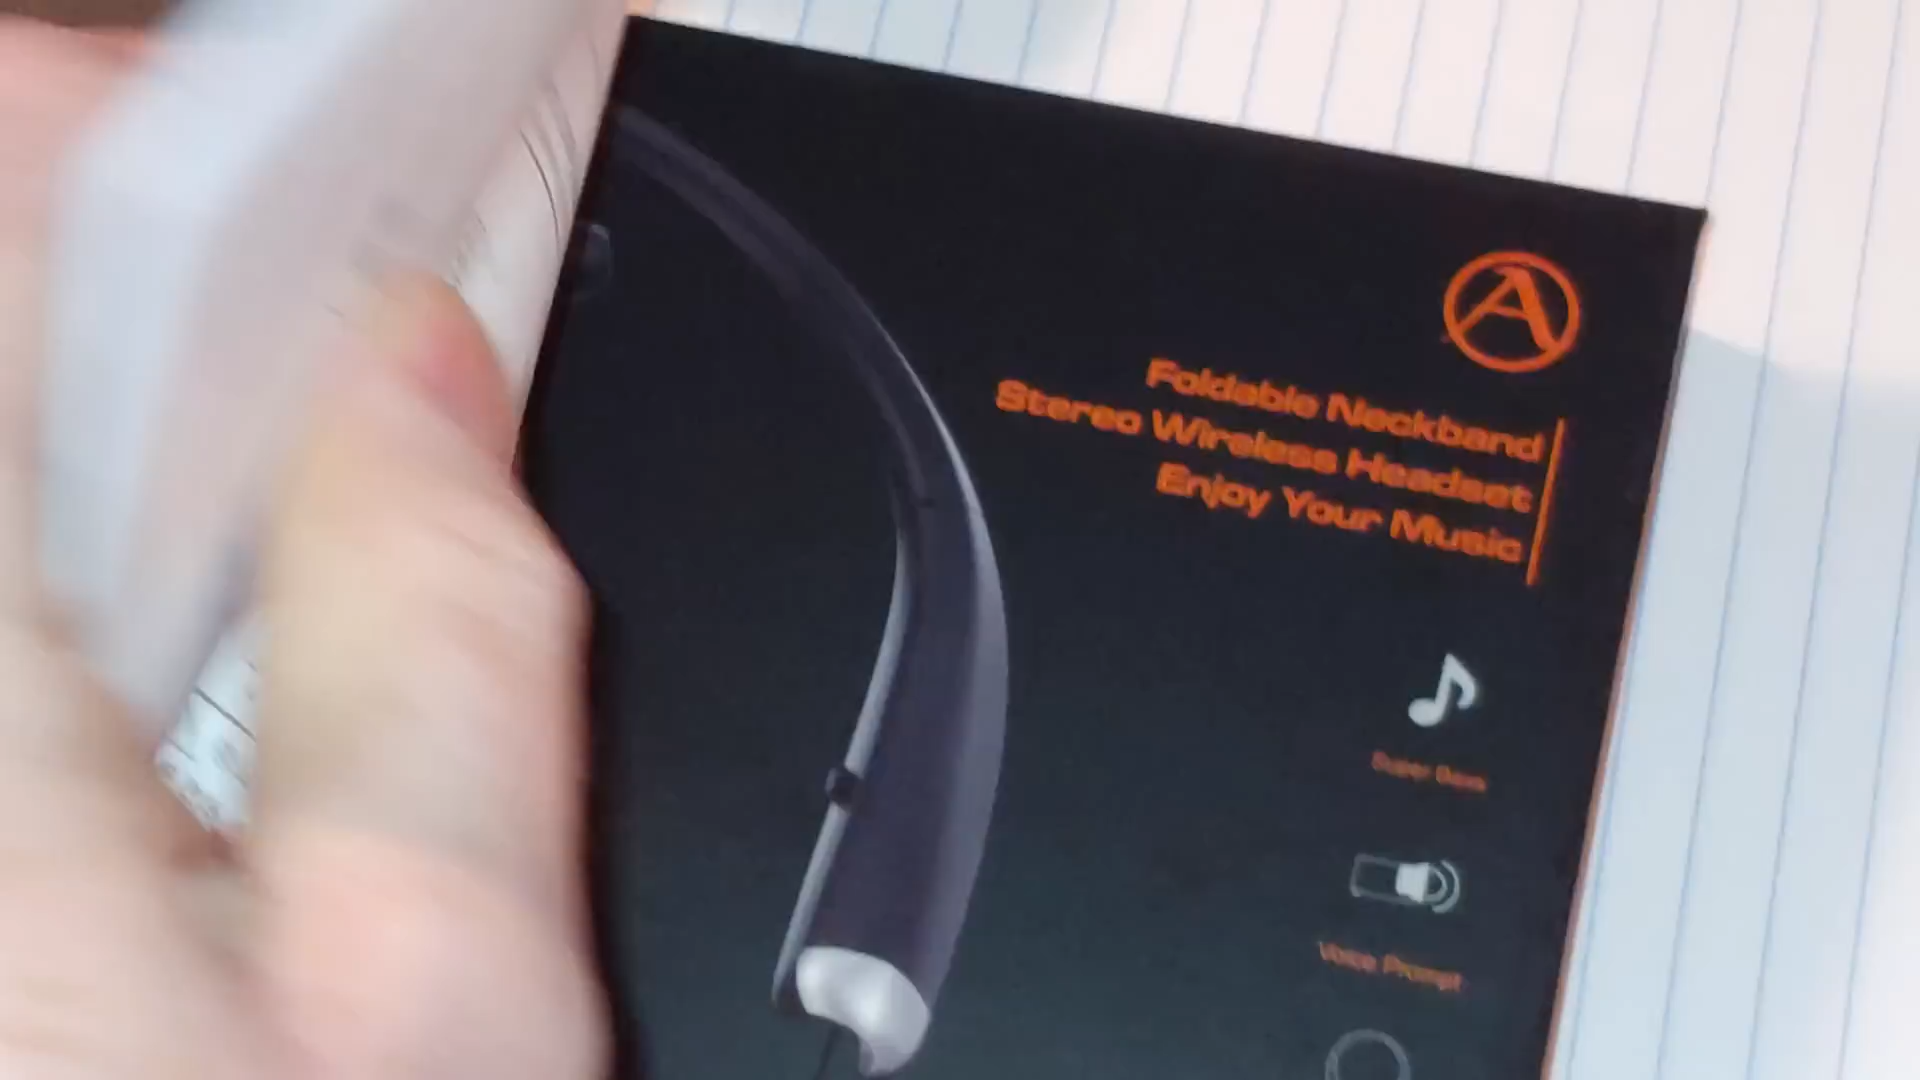 A
Foldable Neckband
Stereo Wireless Headset
Enjoy Your Music
Super Bass
Voice Prompt